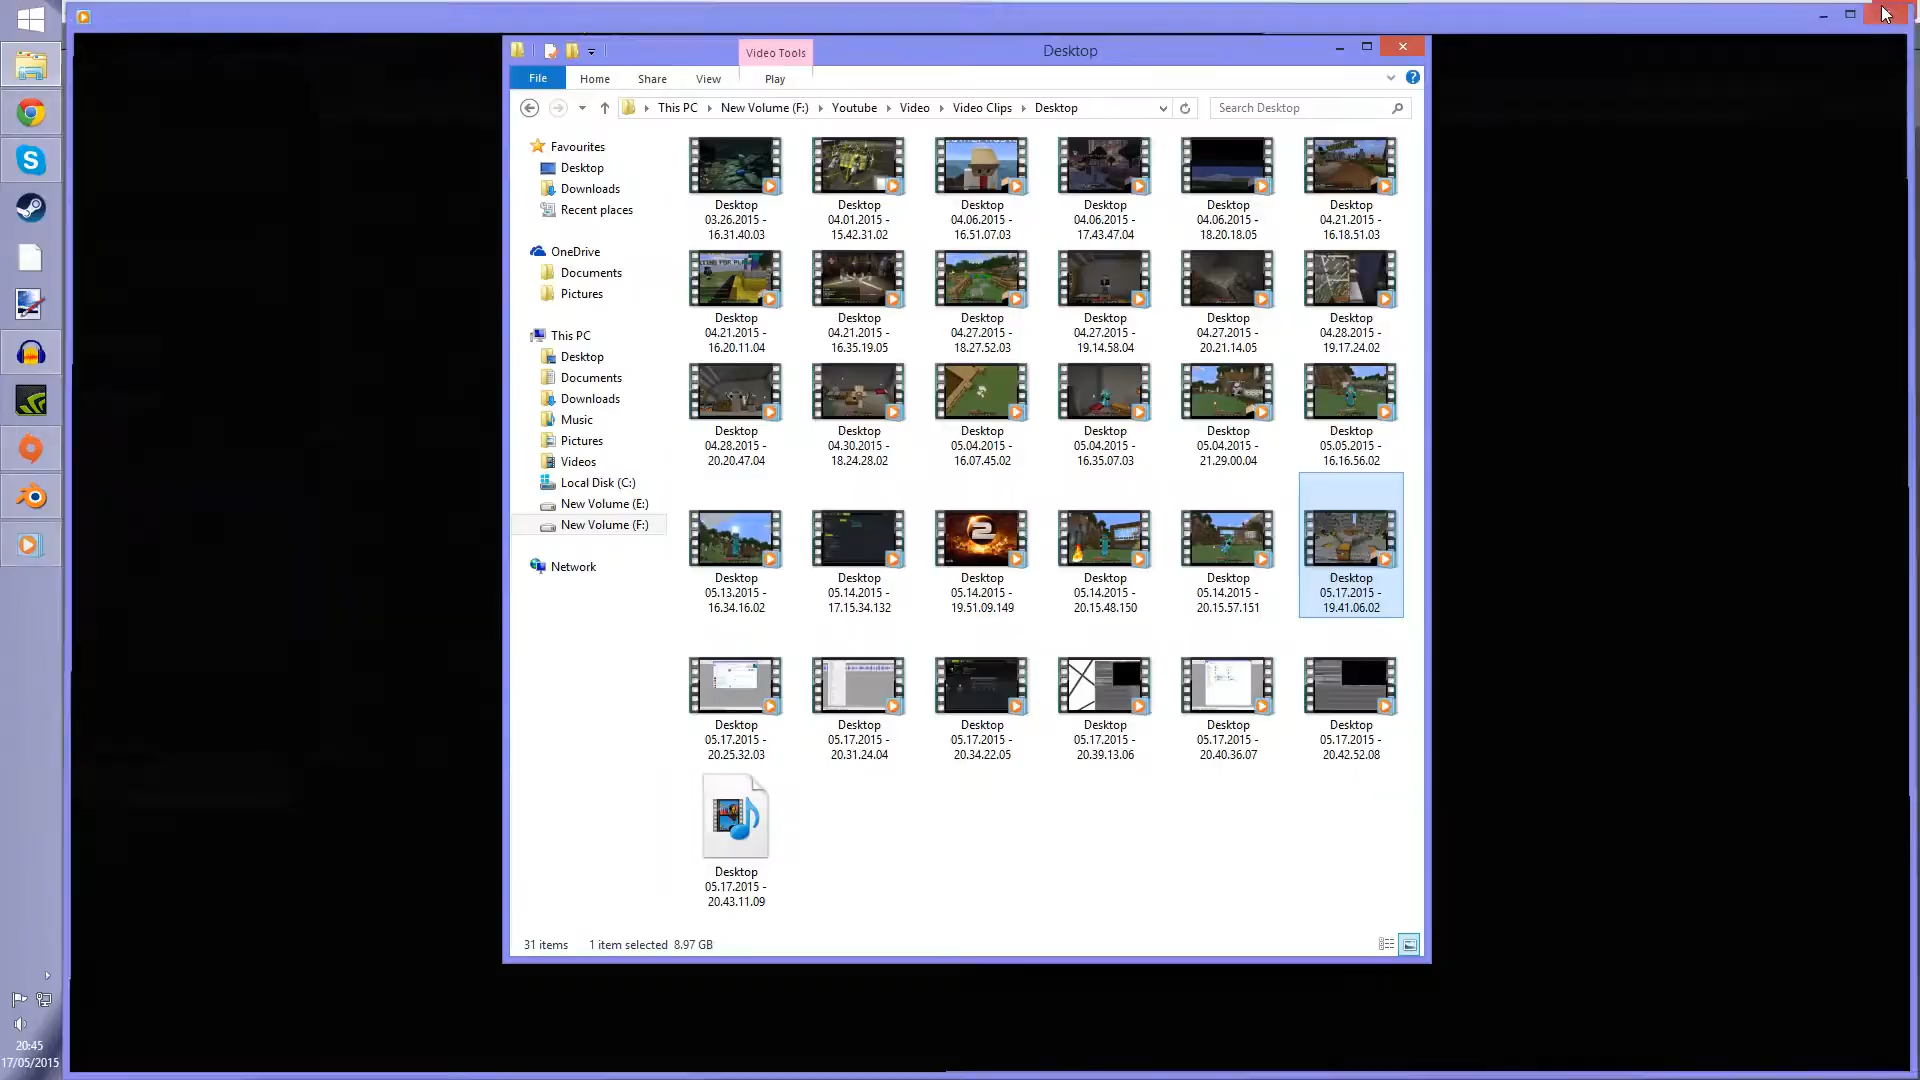 Video Tools
Desktop
File
Home
Share
View
Play
This PC
New Volume (F:)
Youtube
Video
Video Clips
Desktop
Search Desktop
Favourites
Desktop
Downloads
Recent places
OneDrive
Documents
Pictures
This PC
Desktop
Documents
Downloads
Music
Pictures
Videos
Local Disk (C:)
New Volume (E:)
New Volume (F:)
Network
Desktop
03.26.2015 -
16.31.40.03
Desktop
04.01.2015 -
15.42.31.02
Desktop
04.06.2015 -
16.51.07.03
Desktop
04.06.2015 -
17.43.47.04
Desktop
04.06.2015 -
18.20.18.05
Desktop
04.21.2015 -
16.18.51.03
Desktop
04.21.2015 -
16.20.11.04
Desktop
04.21.2015 -
16.35.19.05
Desktop
04.27.2015 -
18.27.52.03
Desktop
04.27.2015 -
19.14.58.04
Desktop
04.27.2015 -
20.21.14.05
Desktop
04.28.2015 -
19.17.24.02
Desktop
04.28.2015 -
20.20.47.04
Desktop
04.30.2015 -
18.24.28.02
Desktop
05.04.2015 -
16.07.45.02
Desktop
05.04.2015 -
16.35.07.03
Desktop
05.04.2015 -
21.29.00.04
Desktop
05.05.2015 -
16.16.56.02
Desktop
05.13.2015 -
16.34.16.02
Desktop
05.14.2015 -
17.15.34.132
2
Desktop
05.14.2015 -
19.51.09.149
Desktop
05.14.2015 -
20.15.48.150
Desktop
05.14.2015 -
20.15.57.151
Desktop
05.17.2015 -
19.41.06.02
Desktop
05.17.2015 -
20.25.32.03
Desktop
05.17.2015 -
20.31.24.04
Desktop
05.17.2015 -
20.34.22.05
Desktop
05.17.2015 -
20.39.13.06
Desktop
05.17.2015 -
20.40.36.07
Desktop
05.17.2015 -
20.42.52.08
Desktop
05.17.2015 -
20.43.11.09
31 items
1 item selected 8.97 GB
20:45
17/05/2015